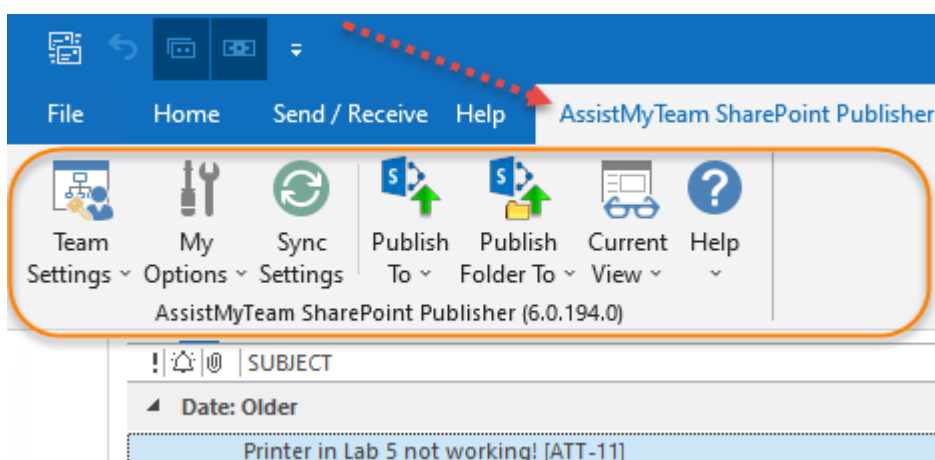 File Home Send / Receive Help AssistMyTeam SharePoint Publisher
Team Settings My Options Sync Settings Publish To Publish Folder To Current View Help
AssistMyTeam SharePoint Publisher (6.0.194.0)
! SUBJECT
Date: Older
Printer in Lab 5 not working! [ATT-11]